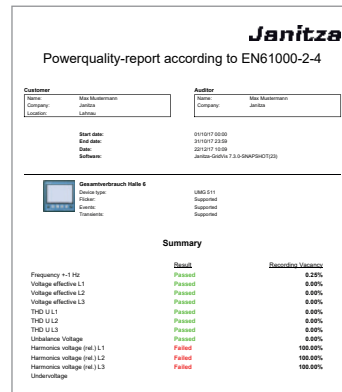 Janitza
Powerquality-report according to EN61000-2-4
Customer Auditor
Name: Max Mustermann Name: Max Mustermann
Company: Janitza Company: Janitza
Location: Lahnau
Start date: 01/10/17 00:00
End date: 31/10/17 23:59
Date: 22/12/17 10:09
Software: Janitza-GridVis 7.3.0-SNAPSHOT(23)
Gesamtverbrauch Halle 6
Device type: UMG 511
Flicker: Supported
Events: Supported
Transients: Supported
Summary
Result Recording Vacancy
Frequency +-1 Hz Passed 0.25%
Voltage effective L1 Passed 0.00%
Voltage effective L2 Passed 0.00%
Voltage effective L3 Passed 0.00%
THD U L1 Passed 0.00%
THD U L2 Passed 0.00%
THD U L3 Passed 0.00%
Unbalance Voltage Passed 0.00%
Harmonics voltage (rel.) L1 Failed 100.00%
Harmonics voltage (rel.) L2 Failed 100.00%
Harmonics voltage (rel.) L3 Failed 100.00%
Undervoltage